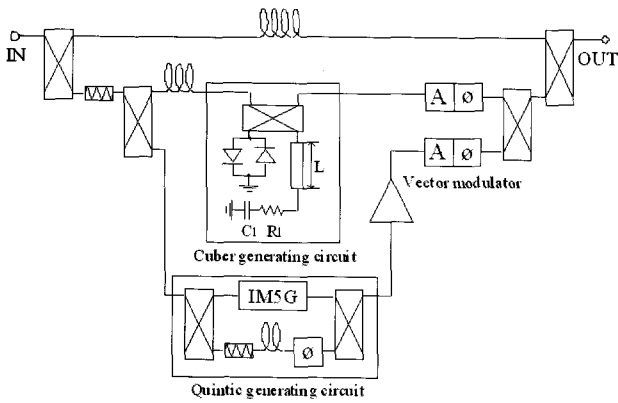 IN
OUT
A ø
A ø
Vector modulator
L
C1 R1
Cuber generating circuit
IM5G
ø
Quintic generating circuit